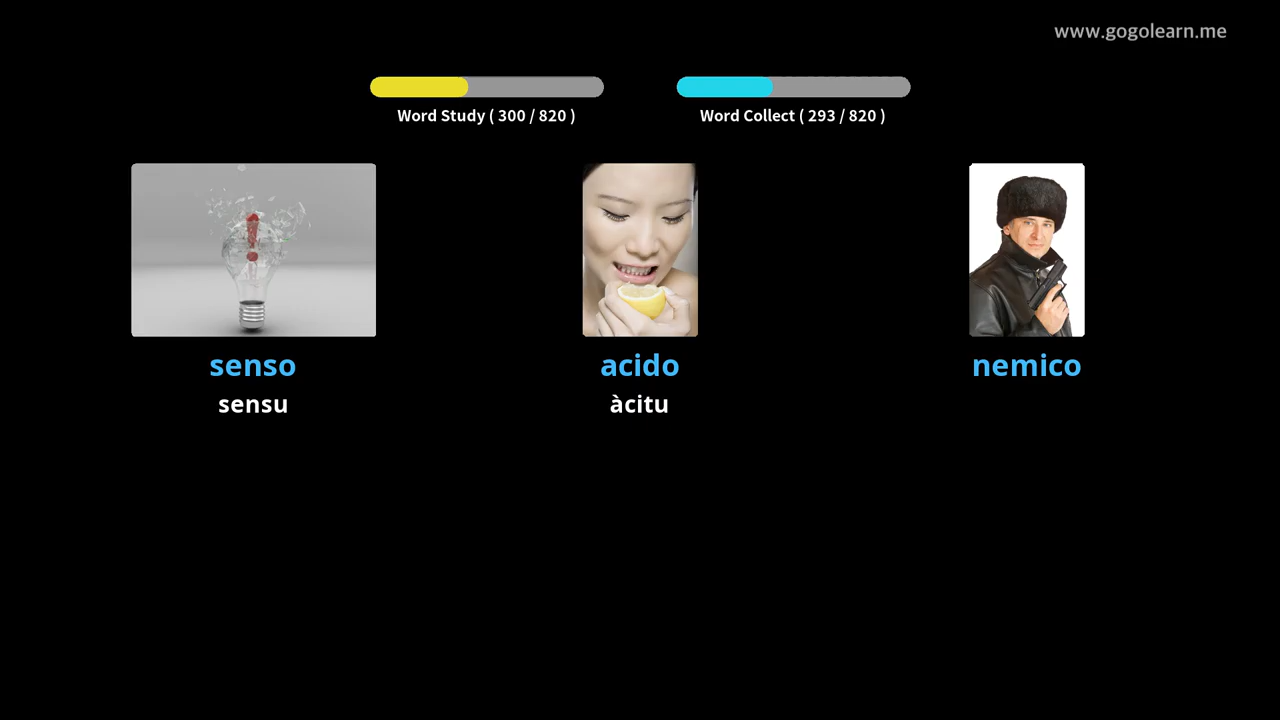 www.gogolearn.me
Word Study ( 300 / 820 )
Word Collect ( 293 / 820 )
senso
sensu
acido
àcitu
nemico